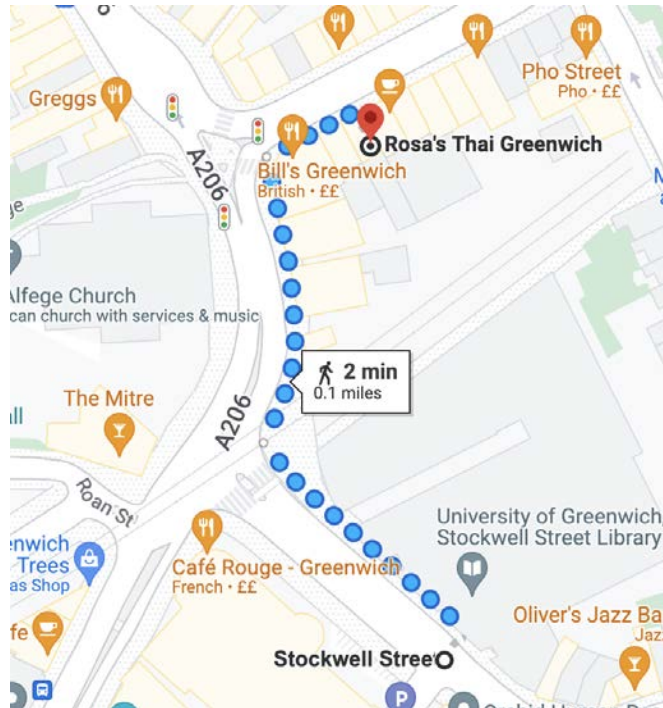 Greggs
A206
Pho Street
Pho • ££
Rosa's Thai Greenwich
Bill's Greenwich
British • ££
Alfege Church
can church with services & music
2 min
0.1 miles
The Mitre
A206
Roan St
University of Greenwich
Stockwell Street Library
enwich
Trees
as Shop
Café Rouge - Greenwich
French • ££
Oliver's Jazz Ba
Jaz
fe
Stockwell Street
P